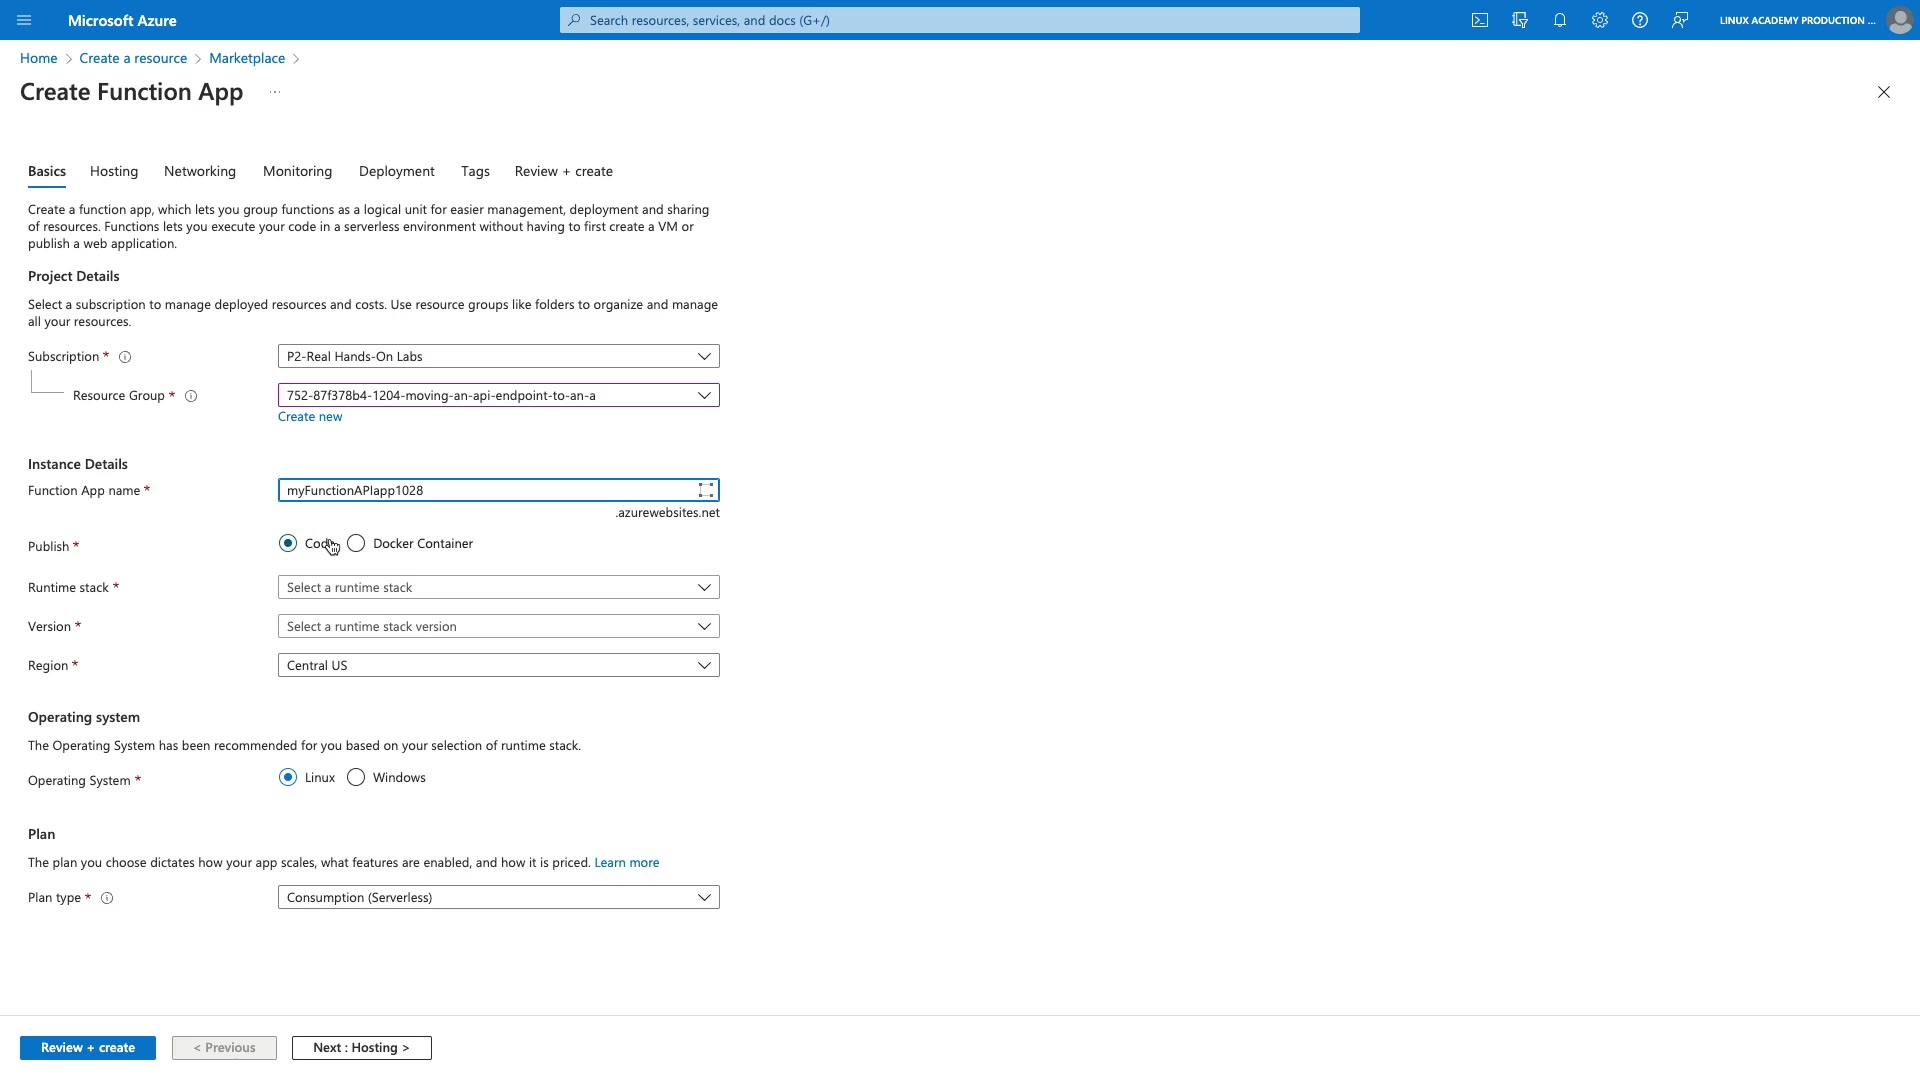 Microsoft Azure
Search resources, services, and docs (G+/)
LINUX ACADEMY PRODUCTION ...
Home > Create a resource > Marketplace >
Create Function App ...
Basics Hosting Networking Monitoring Deployment Tags Review + create
Create a function app, which lets you group functions as a logical unit for easier management, deployment and sharing
of resources. Functions lets you execute your code in a serverless environment without having to first create a VM or
publish a web application.
Project Details
Select a subscription to manage deployed resources and costs. Use resource groups like folders to organize and manage
all your resources.
Subscription * P2-Real Hands-On Labs
Resource Group * 752-87f378b4-1204-moving-an-api-endpoint-to-an-a
Create new
Instance Details
Function App name * myFunctionAPIapp1028
.azurewebsites.net
Publish * Code Docker Container
Runtime stack * Select a runtime stack
Version * Select a runtime stack version
Region * Central US
Operating system
The Operating System has been recommended for you based on your selection of runtime stack.
Operating System * Linux Windows
Plan
The plan you choose dictates how your app scales, what features are enabled, and how it is priced. Learn more
Plan type * Consumption (Serverless)
Review + create < Previous Next : Hosting >